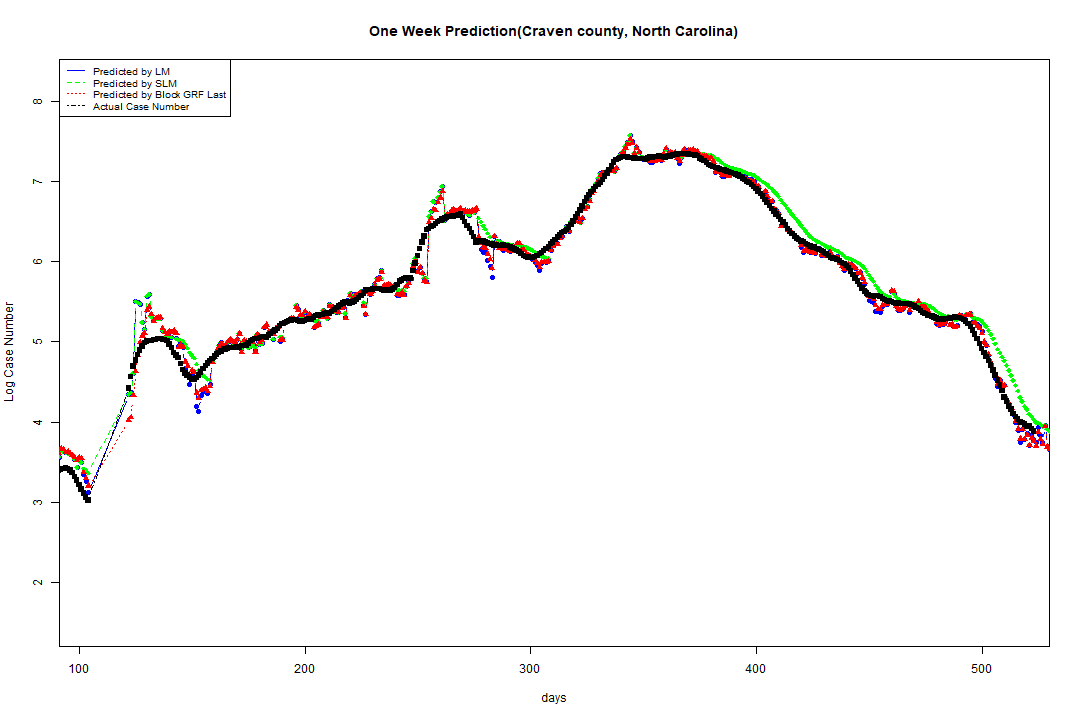 One Week Prediction(Craven county, North Carolina)
Predicted by LM
Predicted by SLM
Predicted by Block GRF Last
Actual Case Number
8
7
6
5
4
3
2
Log Case Number
100 200 300 400 500
days